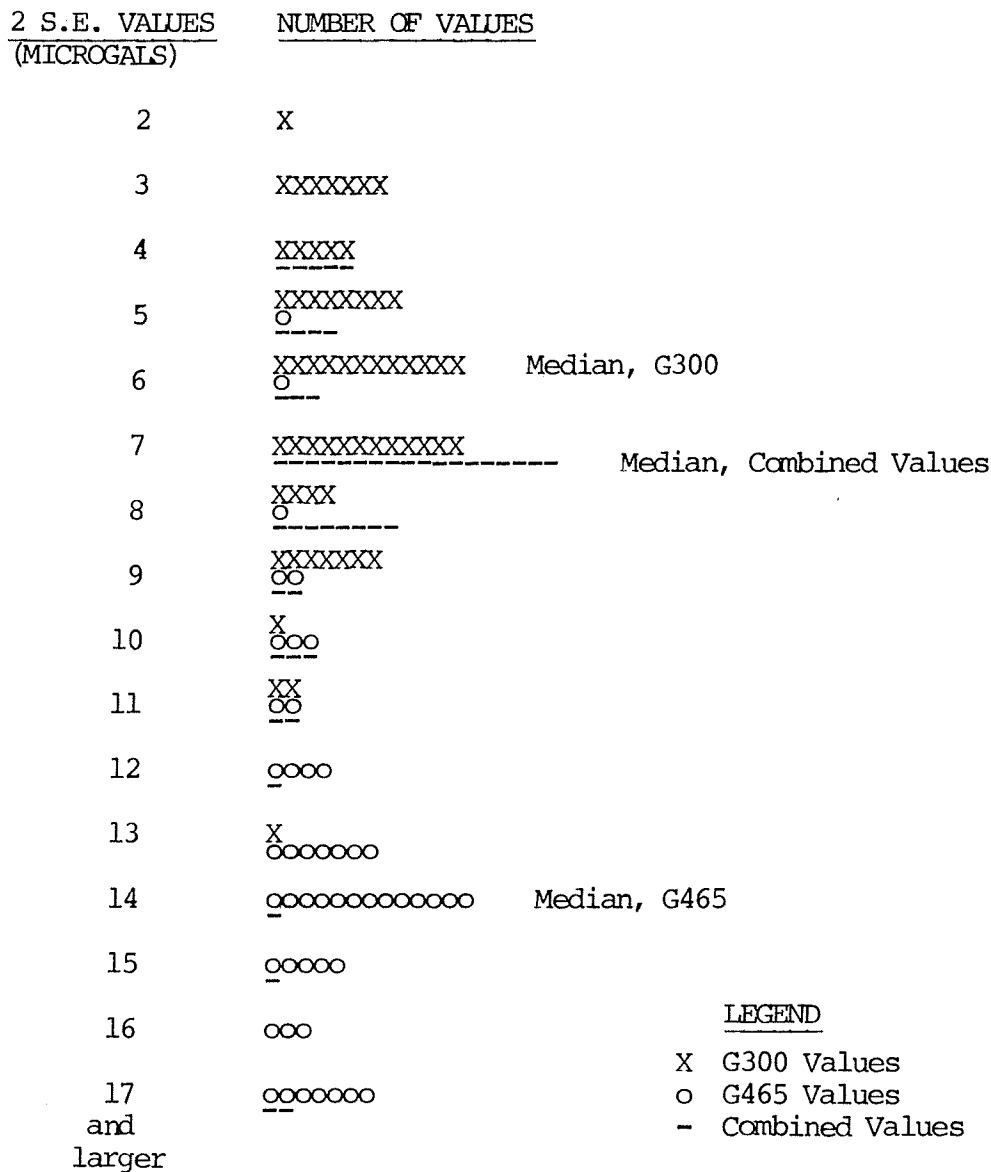 2 S.E. VALUES NUMBER OF VALUES
(MICROGALS)
2 X
3 XXXXXXX
4 XXXXX
-----
5 XXXXXXXX
o
----
6 XXXXXXXXXXXX Median, G300
o
---
7 XXXXXXXXXXXX
------------------ Median, Combined Values
8 XXXX
o
--------
9 XXXXXXX
oo
--
10 X
ooo
---
11 XX
oo
--
12 oooo
-
13 X
ooooooo
14 ooooooooooooo Median, G465
-
15 ooooo
-
16 ooo
17 ooooooo
--
and
larger
LEGEND
X G300 Values
o G465 Values
- Combined Values